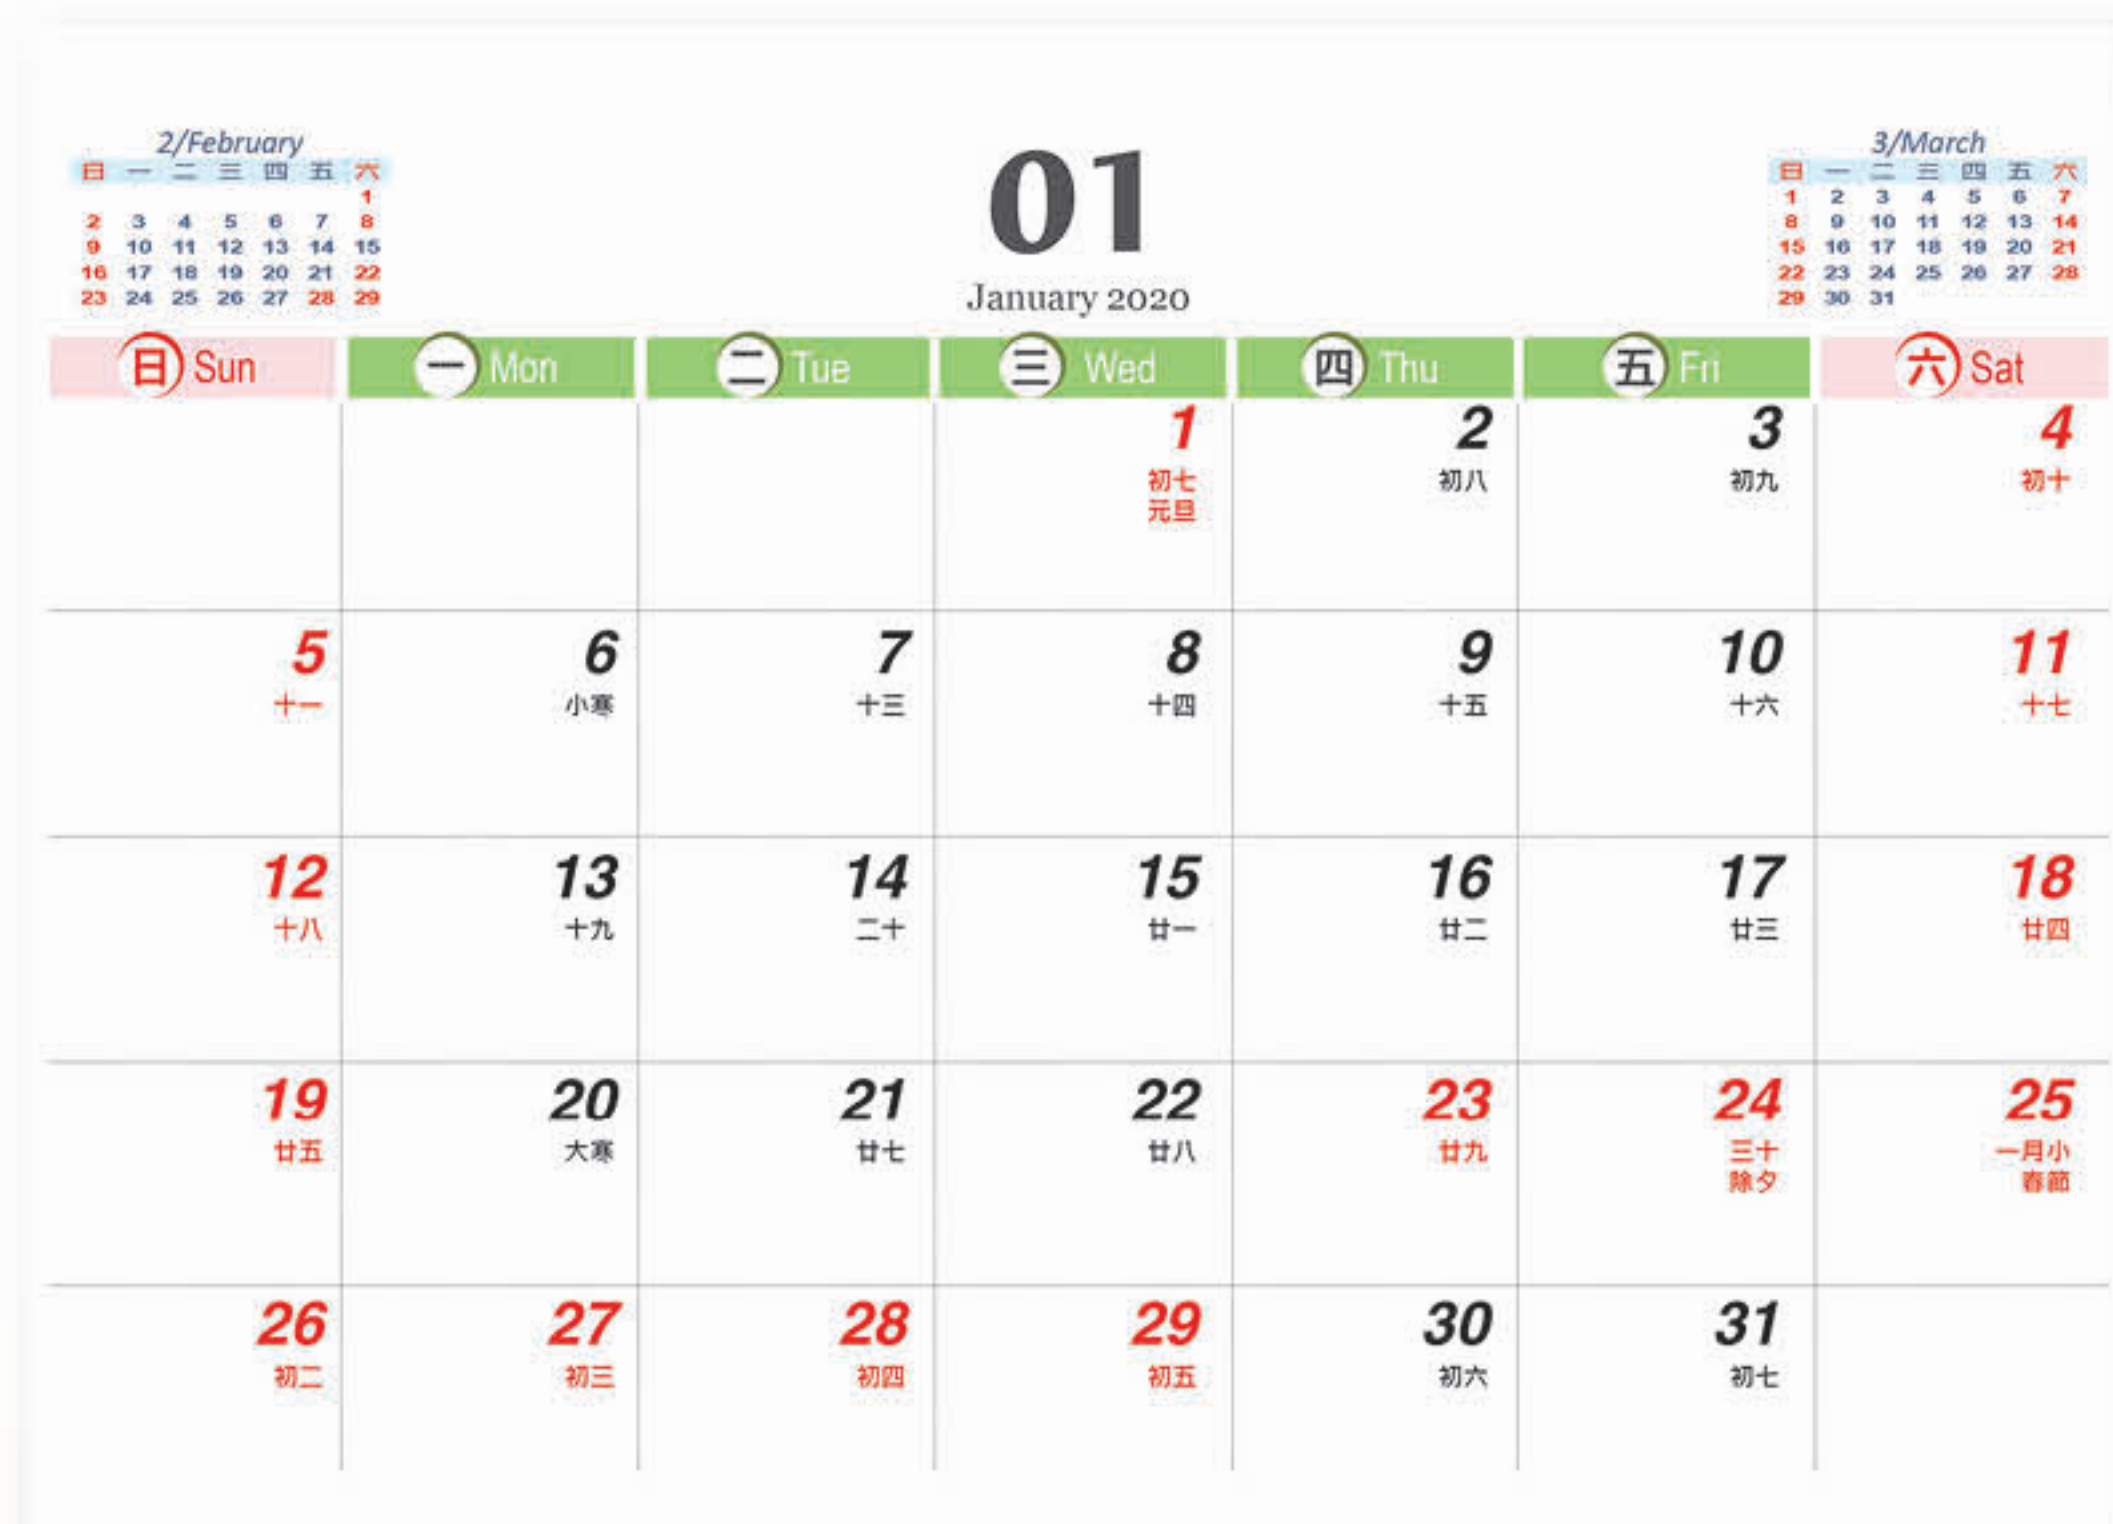 2/February
日 一 二 三 四 五 六
1
2 3 4 5 6 7 8
9 10 11 12 13 14 15
16 17 18 19 20 21 22
23 24 25 26 27 28 29
01
January 2020
3/March
日 一 二 三 四 五 六
1 2 3 4 5 6 7
8 9 10 11 12 13 14
15 16 17 18 19 20 21
22 23 24 25 26 27 28
29 30 31
日 Sun 一 Mon 二 Tue 三 Wed 四 Thu 五 Fri 六 Sat
1 2 3 4
初七 初八 初九 初十
元旦
5 6 7 8 9 10 11
十一 小寒 十三 十四 十五 十六 十七
12 13 14 15 16 17 18
十八 十九 二十 廿一 廿二 廿三 廿四
19 20 21 22 23 24 25
廿五 大寒 廿七 廿八 廿九 三十 一月小
除夕 春節
26 27 28 29 30 31
初二 初三 初四 初五 初六 初七